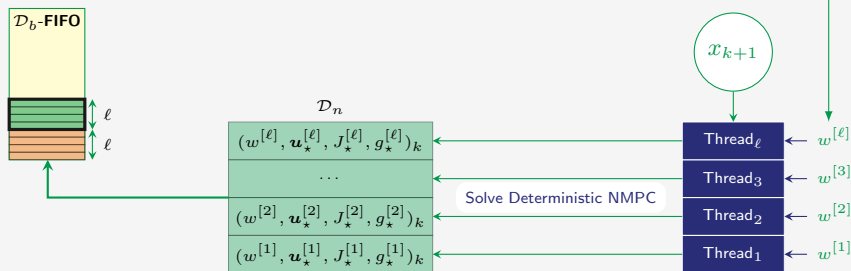 𝒟_b-FIFO
x_{k+1}
ℓ
ℓ
𝒟_n
(w^{[ℓ]}, u_⋆^{[ℓ]}, J_⋆^{[ℓ]}, g_⋆^{[ℓ]})_k
Thread_ℓ
w^{[ℓ]}
...
Thread_3
w^{[3]}
Solve Deterministic NMPC
(w^{[2]}, u_⋆^{[2]}, J_⋆^{[2]}, g_⋆^{[2]})_k
Thread_2
w^{[2]}
(w^{[1]}, u_⋆^{[1]}, J_⋆^{[1]}, g_⋆^{[1]})_k
Thread_1
w^{[1]}